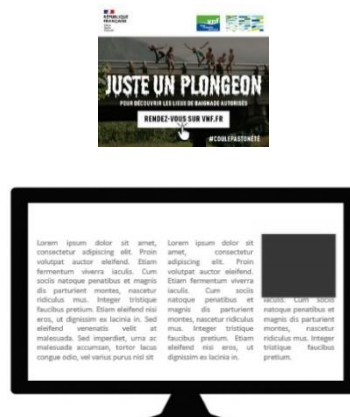 RÉPUBLIQUE
FRANÇAISE
vnf
JUSTE UN PLONGEON
POUR DÉCOUVRIR LES LIEUX DE BAIGNADE AUTORISÉS
RENDEZ-VOUS SUR VNF.FR
#COULEPASTONÉTÉ
Lorem ipsum dolor sit amet,
consectetur adipiscing elit. Proin
volutpat auctor eleifend. Etiam
fermentum viverra iaculis. Cum
sociis natoque penatibus et magnis
dis parturient montes, nascetur
ridiculus mus. Integer tristique
faucibus pretium. Etiam eleifend nisi
eros, ut dignissim ex lacinia in. Sed
eleifend venenatis velit at
malesuada. Sed imperdiet, urna ac
malesuada accumsan, tortor lacus
congue odio, vel varius purus nisl sit
Lorem ipsum dolor sit
amet, consectetur
adipiscing elit. Proin
volutpat auctor eleifend.
Etiam fermentum viverra
iaculis. Cum sociis
natoque penatibus et
magnis dis parturient
montes, nascetur ridiculus
mus. Integer tristique
faucibus pretium. Etiam
eleifend nisi eros, ut
dignissim ex lacinia in.
iaculis. Cum sociis
natoque penatibus et
magnis dis parturient
montes, nascetur
ridiculus mus. Integer
tristique faucibus
pretium.